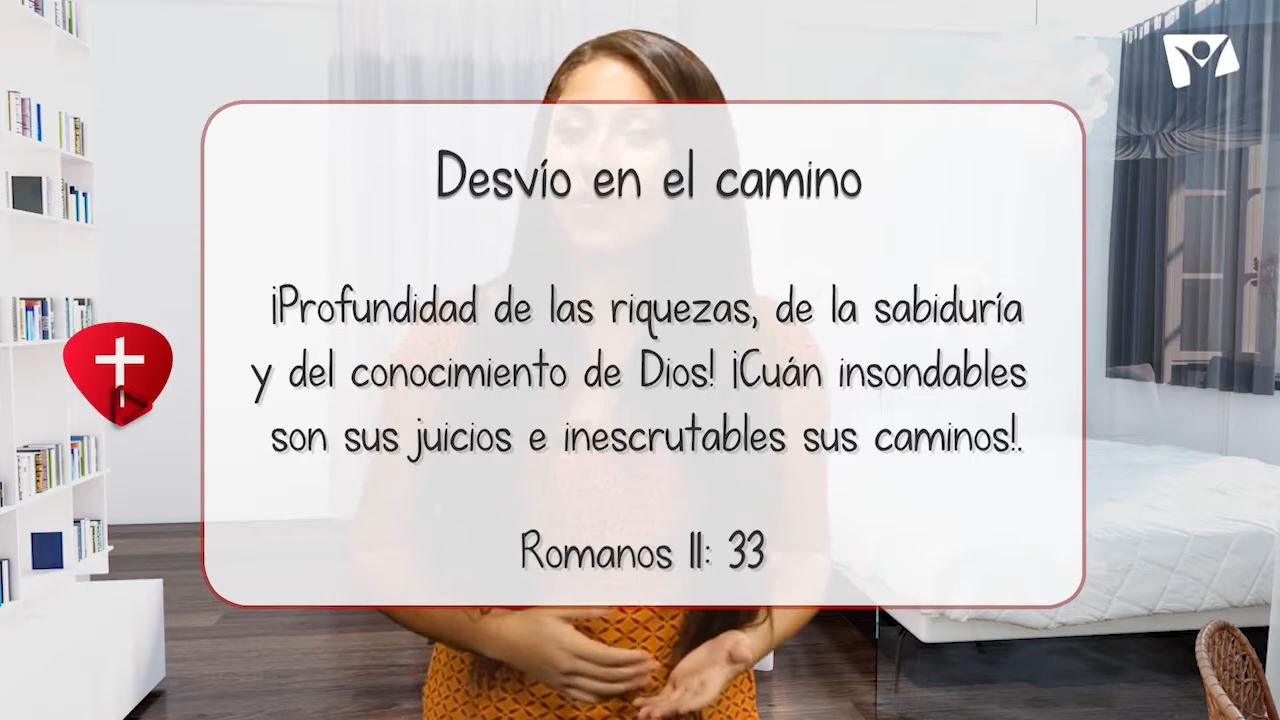 Desvío en el camino
¡Profundidad de las riquezas, de la sabiduría
y del conocimiento de Dios! ¡Cuán insondables
son sus juicios e inescrutables sus caminos!.
Romanos 11: 33